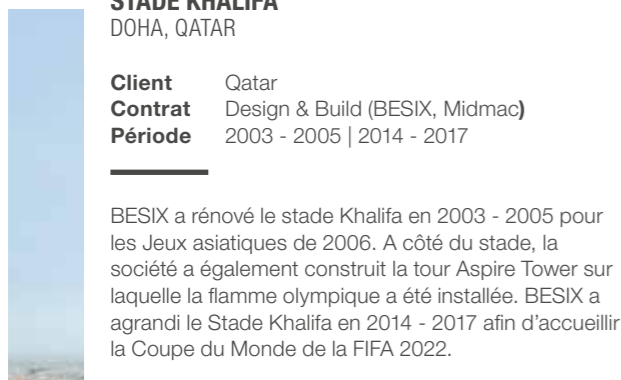 STADE KHALIFA
DOHA, QATAR
Client Qatar
Contrat Design & Build (BESIX, Midmac)
Période 2003 - 2005 | 2014 - 2017
BESIX a rénové le stade Khalifa en 2003 - 2005 pour
les Jeux asiatiques de 2006. A côté du stade, la
société a également construit la tour Aspire Tower sur
laquelle la flamme olympique a été installée. BESIX a
agrandi le Stade Khalifa en 2014 - 2017 afin d'accueillir
la Coupe du Monde de la FIFA 2022.